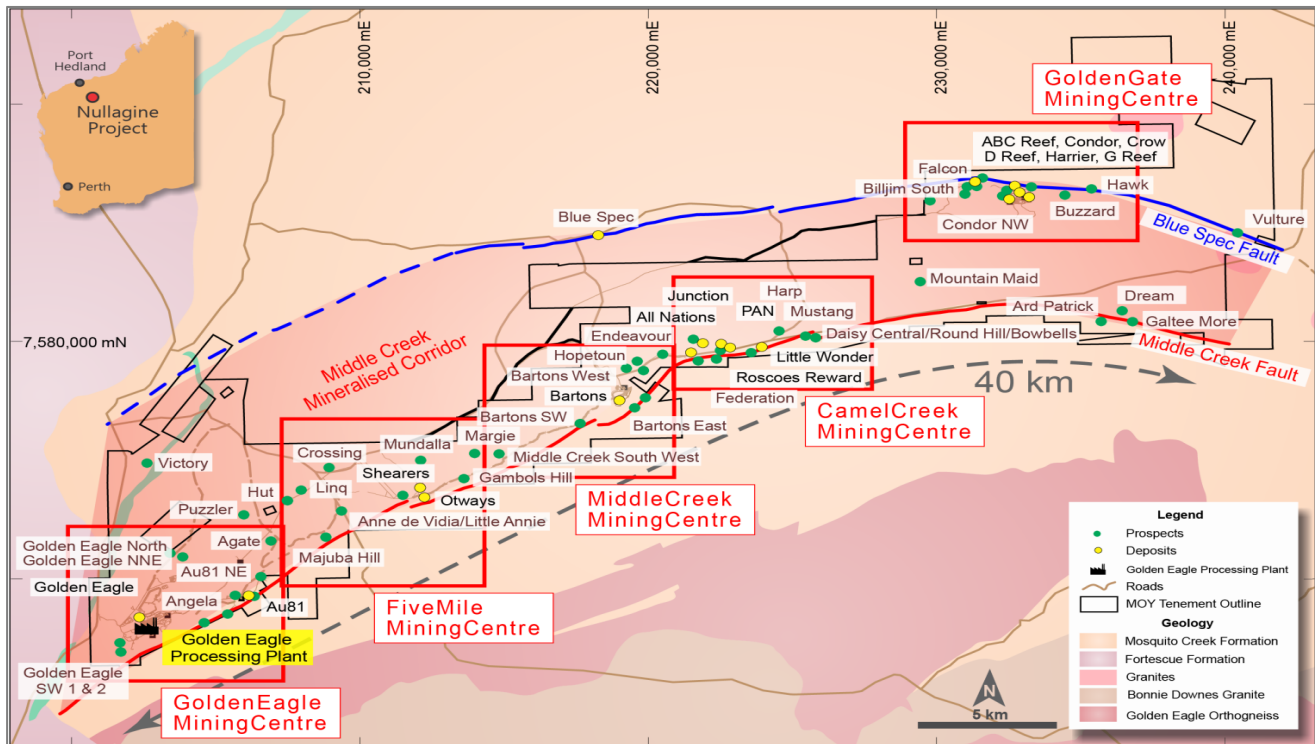 210,000 mE
220,000 mE
230,000 mE
240,000 mE
Port
Hedland
Nullagine
Project
Perth
GoldenGate
MiningCentre
ABC Reef, Condor, Crow
D Reef, Harrier, G Reef
Falcon
Billjim South
Hawk
Buzzard
Condor NW
Vulture
Blue Spec Fault
Blue Spec
Mountain Maid
Harp
Junction
PAN
Mustang
All Nations
Ard Patrick
Dream
Galtee More
Middle Creek Fault
7,580,000 mN
Middle Creek
Mineralised Corridor
Endeavour
Daisy Central/Round Hill/Bowbells
Hopetoun
Little Wonder
Bartons West
Roscoes Reward
40 km
Bartons
Federation
CamelCreek
MiningCentre
Bartons SW
Bartons East
Mundalla
Margie
Crossing
Middle Creek South West
Victory
Shearers
Gambols Hill
Hut
Linq
Otways
MiddleCreek
MiningCentre
Puzzler
Anne de Vidia/Little Annie
Agate
Majuba Hill
Golden Eagle North
Golden Eagle NNE
Au81 NE
Golden Eagle
Angela
Au81
FiveMile
MiningCentre
Golden Eagle
Processing Plant
Golden Eagle
SW 1 & 2
GoldenEagle
MiningCentre
N
5 km
Legend
Prospects
Deposits
Golden Eagle Processing Plant
Roads
MOY Tenement Outline
Geology
Mosquito Creek Formation
Fortescue Formation
Granites
Bonnie Downes Granite
Golden Eagle Orthogneiss